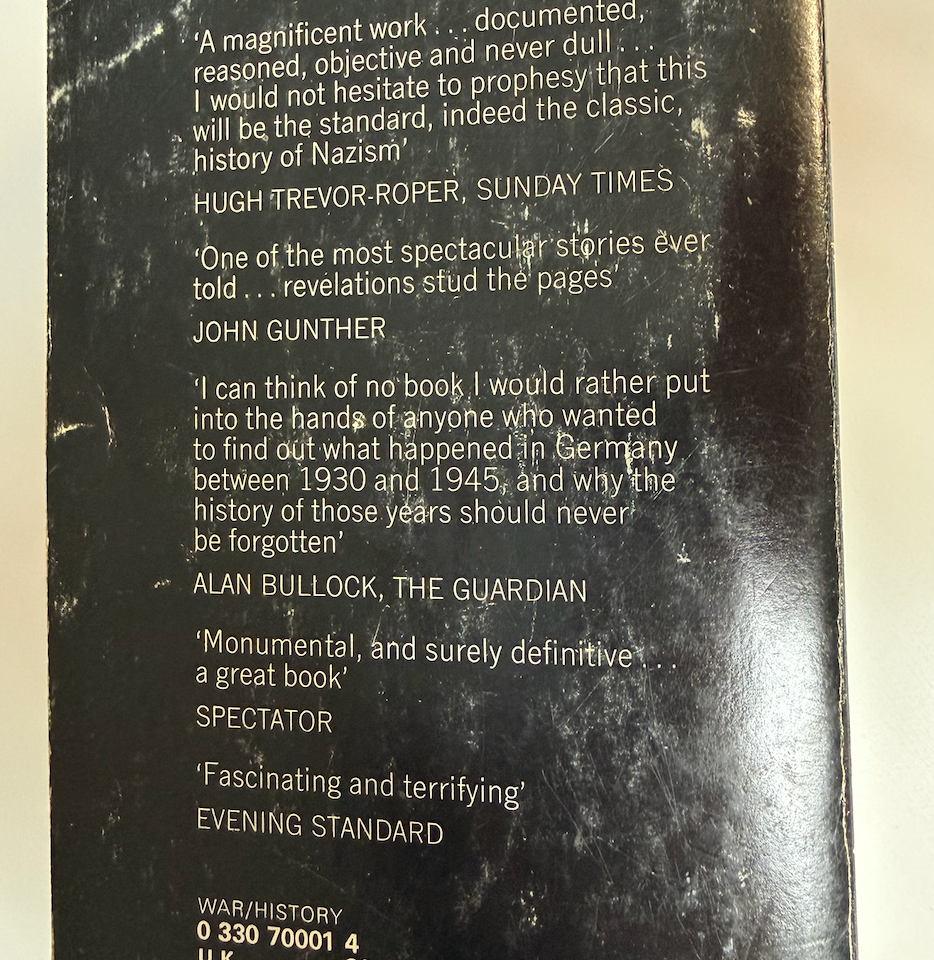 ‘A magnificent work . . . documented,
reasoned, objective and never dull . . .
I would not hesitate to prophesy that this
will be the standard, indeed the classic,
history of Nazism’
HUGH TREVOR-ROPER, SUNDAY TIMES
‘One of the most spectacular stories ever
told . . . revelations stud the pages’
JOHN GUNTHER
‘I can think of no book I would rather put
into the hands of anyone who wanted
to find out what happened in Germany
between 1930 and 1945, and why the
history of those years should never
be forgotten’
ALAN BULLOCK, THE GUARDIAN
‘Monumental, and surely definitive . . .
a great book’
SPECTATOR
‘Fascinating and terrifying’
EVENING STANDARD
WAR/HISTORY
0 330 70001 4
U.K.